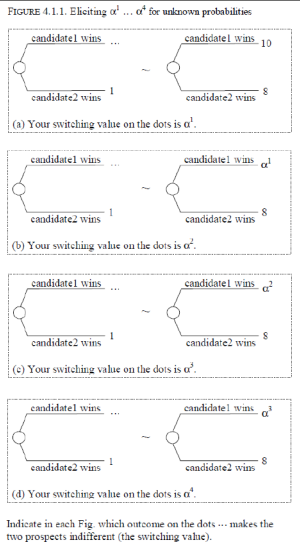 FIGURE 4.1.1. Eliciting α¹ ... α⁴ for unknown probabilities
candidate1 wins ... candidate1 wins 10
~
candidate2 wins 1 candidate2 wins 8
(a) Your switching value on the dots is α¹.
candidate1 wins ... candidate1 wins α¹
~
candidate2 wins 1 candidate2 wins 8
(b) Your switching value on the dots is α².
candidate1 wins ... candidate1 wins α²
~
candidate2 wins 1 candidate2 wins 8
(c) Your switching value on the dots is α³.
candidate1 wins ... candidate1 wins α³
~
candidate2 wins 1 candidate2 wins 8
(d) Your switching value on the dots is α⁴.
Indicate in each Fig. which outcome on the dots ... makes the
two prospects indifferent (the switching value).